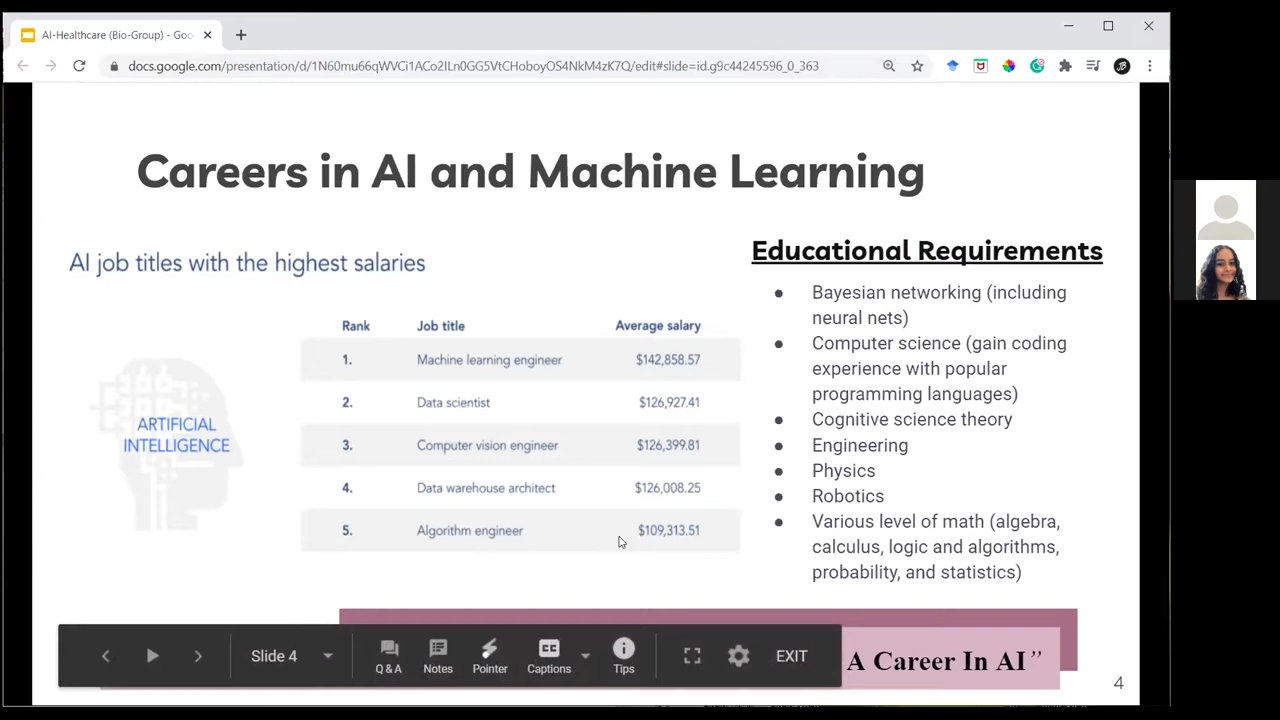 AI-Healthcare (Bio-Group) - Goo
docs.google.com/presentation/d/1N60mu66qWVCi1ACo2ILn0GG5VtCHoboyOS4NkM4zK7Q/edit#slide=id.g9c44245596_0_363
Careers in AI and Machine Learning
AI job titles with the highest salaries
Rank Job title Average salary
1. Machine learning engineer $142,858.57
2. Data scientist $126,927.41
3. Computer vision engineer $126,399.81
4. Data warehouse architect $126,008.25
5. Algorithm engineer $109,313.51
ARTIFICIAL
INTELLIGENCE
Educational Requirements
● Bayesian networking (including
neural nets)
● Computer science (gain coding
experience with popular
programming languages)
● Cognitive science theory
● Engineering
● Physics
● Robotics
● Various level of math (algebra,
calculus, logic and algorithms,
probability, and statistics)
Slide 4
Q & A
Notes
Pointer
CC
Captions
Tips
EXIT
A Career In AI”
4
JB